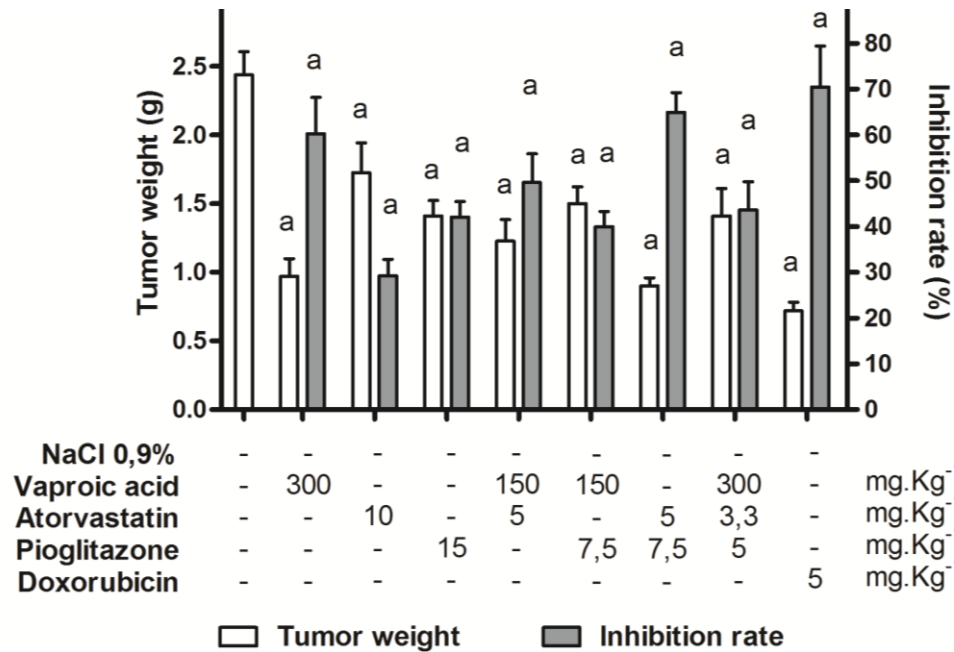 a
80
2.5
a
a
70
a
2.0
a
a
60
a
a
a
a
50
1.5
a
a
a
40
1.0
a
a
30
20
0.5
10
0.0
0
Tumor weight (g)
Inhibition rate (%)
NaCl 0,9% - - - - - - - - -
Vaproic acid - 300 - - 150 150 - 300 - mg.Kg-
Atorvastatin - - 10 - 5 - 5 3,3 - mg.Kg-
Pioglitazone - - - 15 - 7,5 7,5 5 - mg.Kg-
Doxorubicin - - - - - - - - 5 mg.Kg-
Tumor weight Inhibition rate